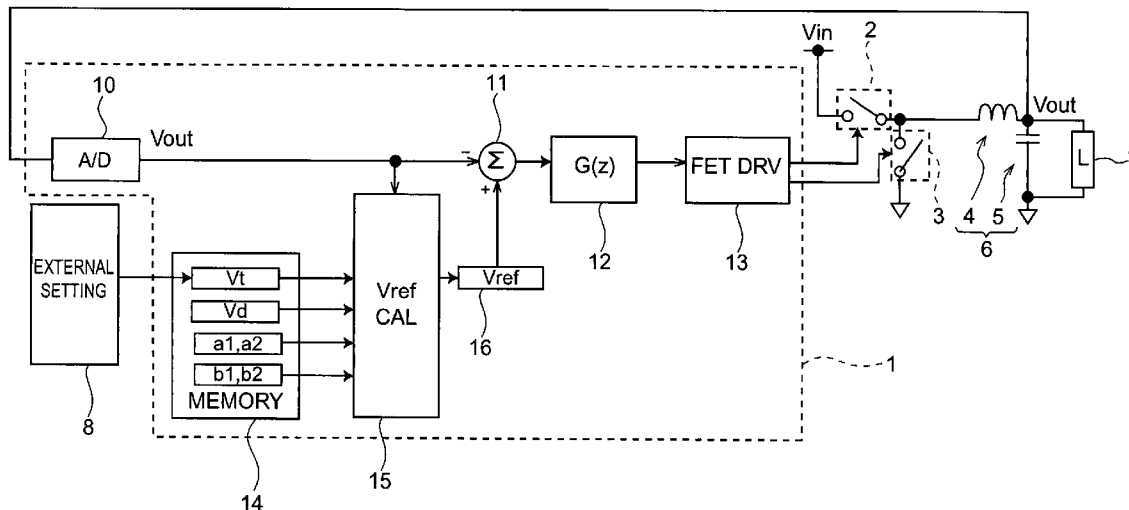 Vin
2
10
11
Vout
Vout
A/D
−
Σ
+
G(z)
FET DRV
L
3
4
5
6
12
13
EXTERNAL
SETTING
Vt
Vd
a1,a2
b1,b2
MEMORY
Vref
CAL
Vref
16
1
8
14
15